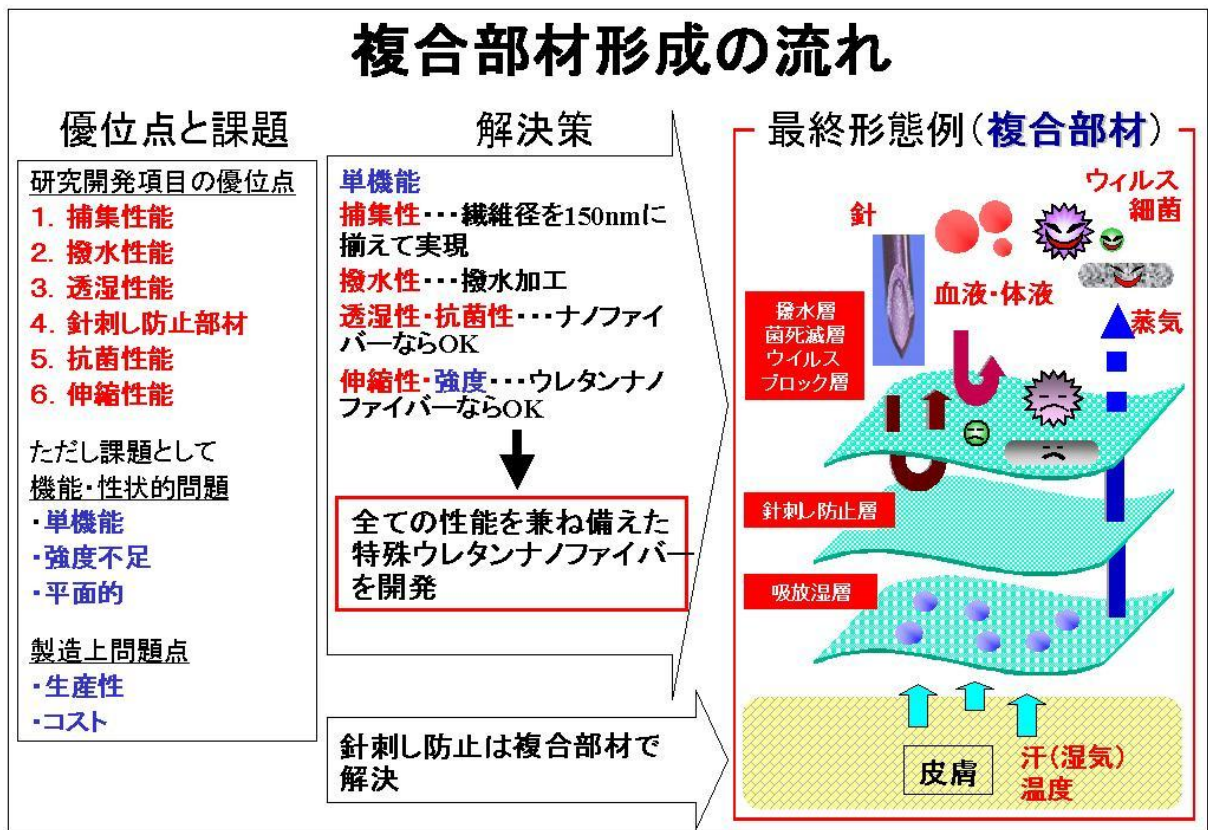 複合部材形成の流れ
優位点と課題
研究開発項目の優位点
1. 捕集性能
2. 撥水性能
3. 透湿性能
4. 針刺し防止部材
5. 抗菌性能
6. 伸縮性能
ただし課題として
機能・性状的問題
・単機能
・強度不足
・平面的
製造上問題点
・生産性
・コスト
解決策
単機能
捕集性・・・繊維径を150nmに
揃えて実現
撥水性・・・撥水加工
透湿性・抗菌性・・・ナノファイ
バーならOK
伸縮性・強度・・・ウレタンナノ
ファイバーならOK
全ての性能を兼ね備えた
特殊ウレタンナノファイバー
を開発
針刺し防止は複合部材で
解決
最終形態例(複合部材)
ウィルス
細菌
針
血液・体液
蒸気
撥水層
菌死滅層
ウイルス
ブロック層
針刺し防止層
吸放湿層
皮膚
汗(湿気)
温度